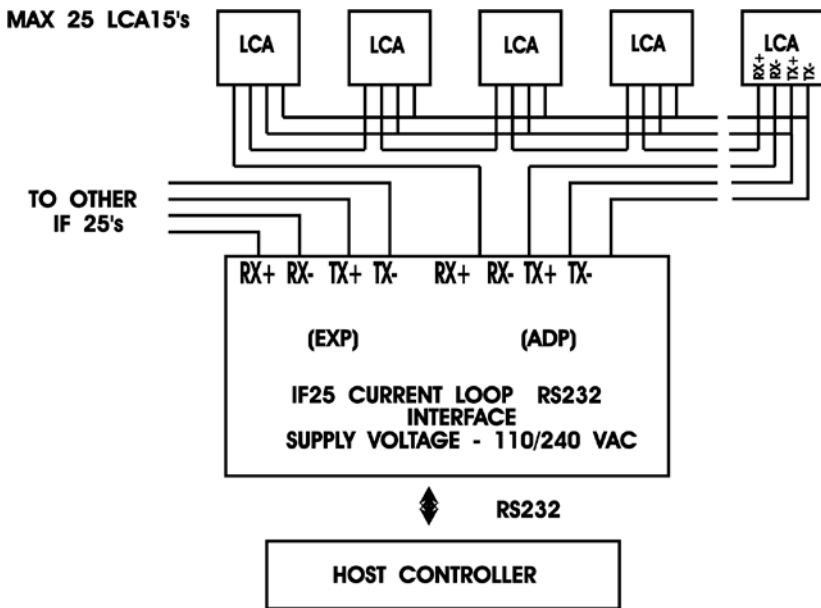 MAX 25 LCA15's
LCA
LCA
LCA
LCA
LCA
RX+
RX-
TX+
TX-
TO OTHER
IF 25's
RX+ RX- TX+ TX- RX+ RX- TX+ TX-
(EXP) (ADP)
IF25 CURRENT LOOP RS232
INTERFACE
SUPPLY VOLTAGE - 110/240 VAC
RS232
HOST CONTROLLER